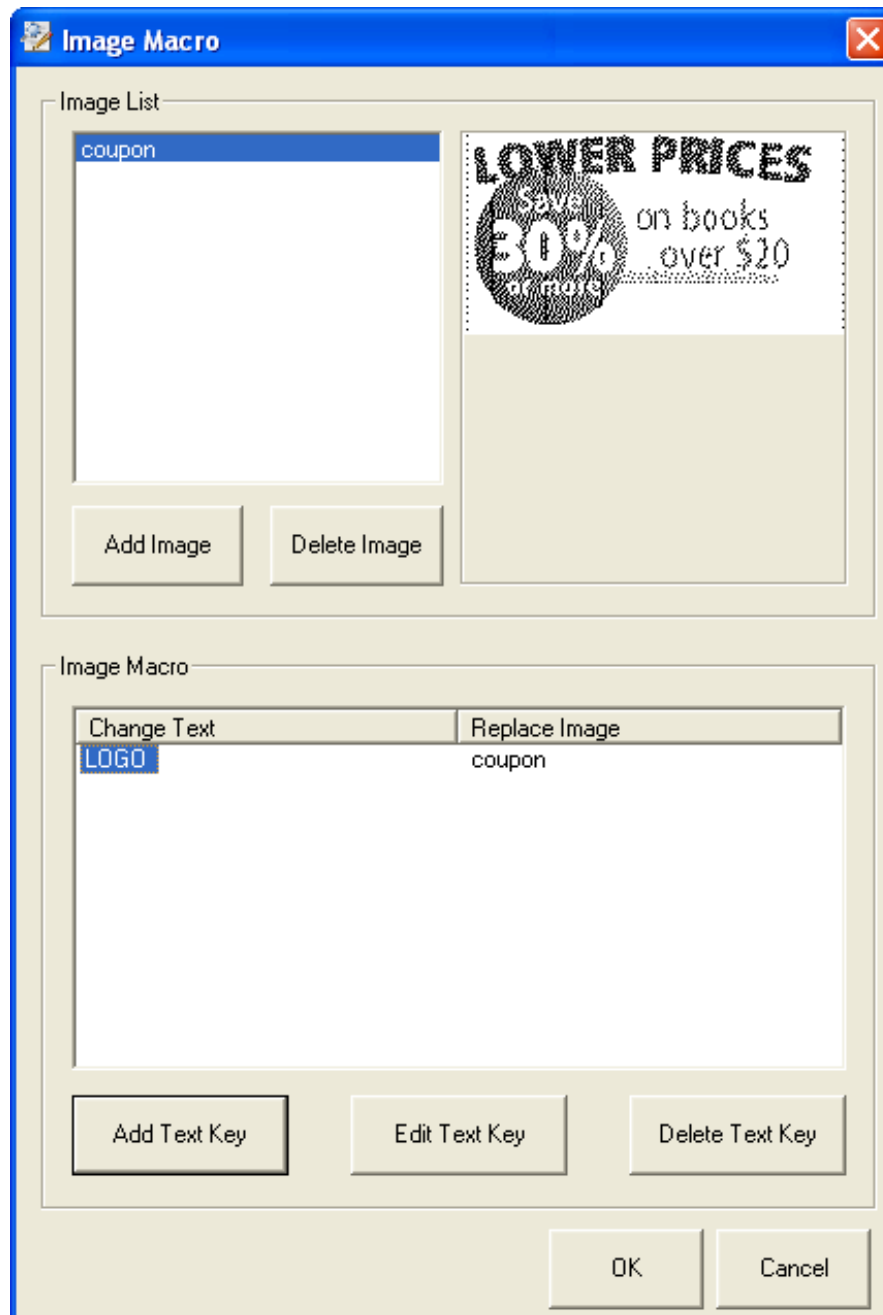 Image Macro
Image List
coupon
LOWER PRICES
Save
30%
or more
on books
over $20
Add Image
Delete Image
Image Macro
Change Text Replace Image
LOGO coupon
Add Text Key Edit Text Key Delete Text Key
OK Cancel